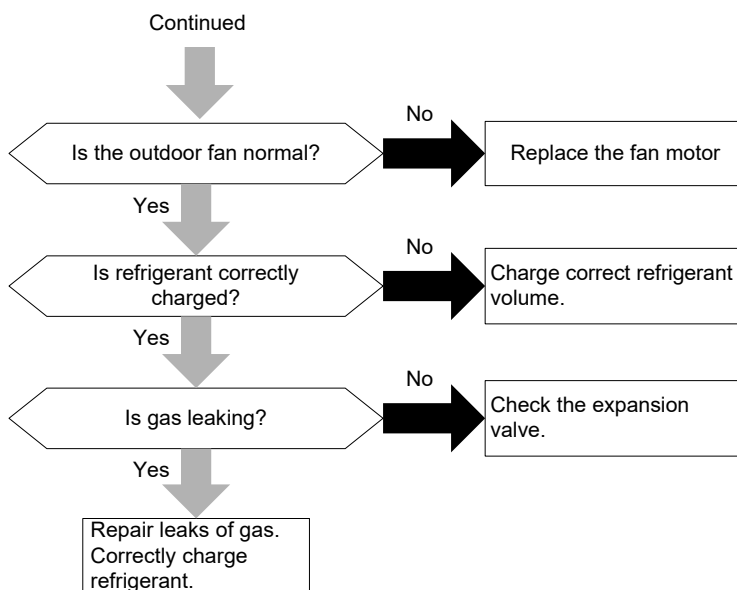 Continued
No
Is the outdoor fan normal?
Replace the fan motor
Yes
No
Is refrigerant correctly
charged?
Charge correct refrigerant
volume.
Yes
No
Is gas leaking?
Check the expansion
valve.
Yes
Repair leaks of gas.
Correctly charge
refrigerant.